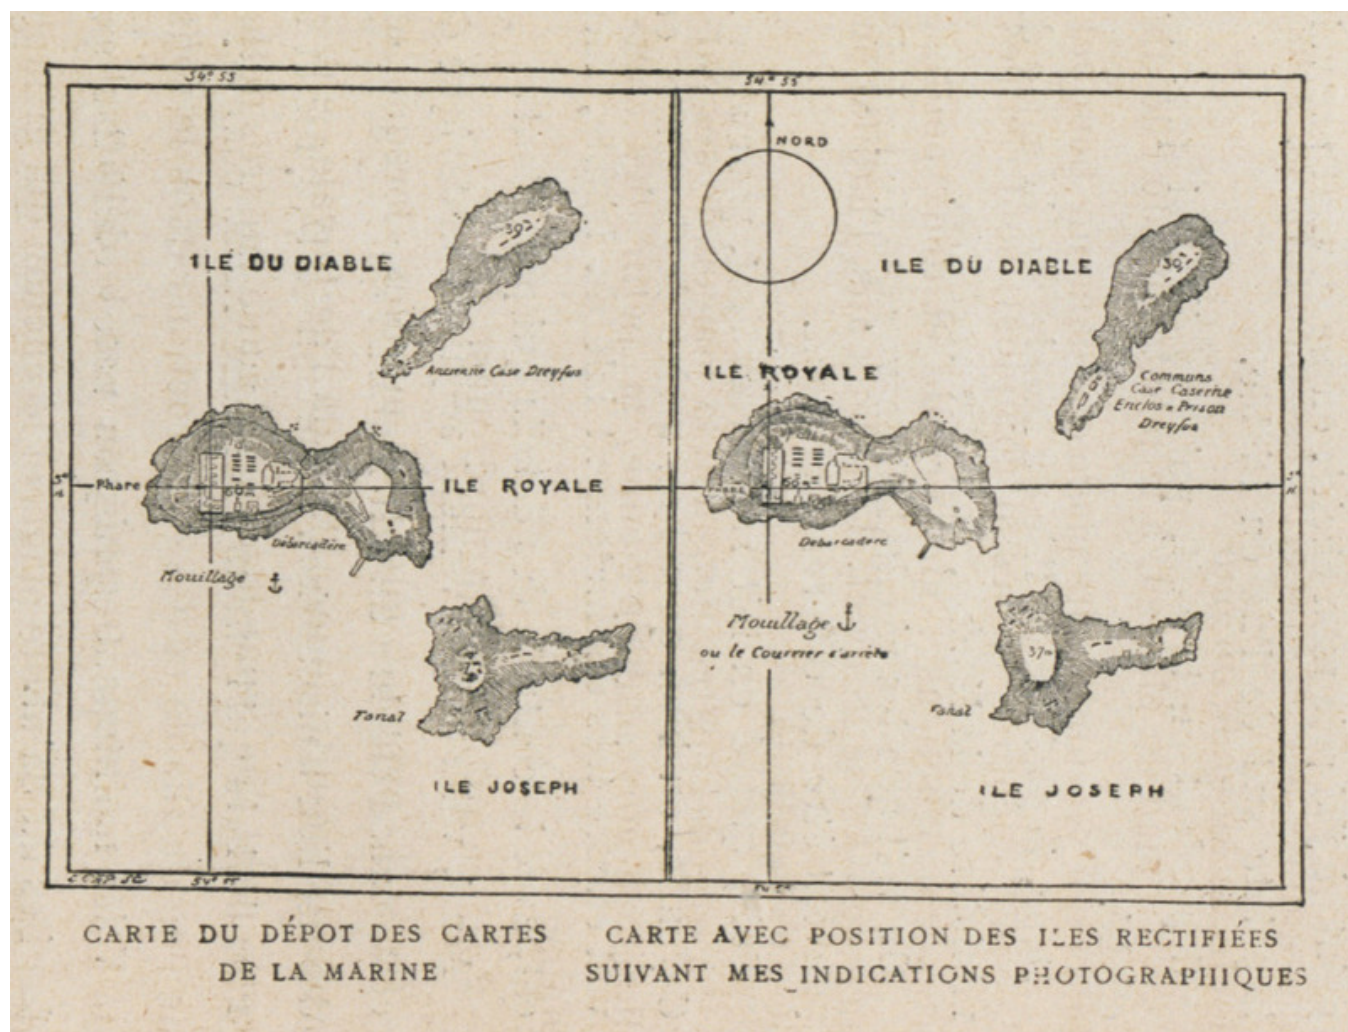 54° 55
ILE DU DIABLE
Ancienne Case Dreyfus
Phare
ILE ROYALE
Débarcadère
Mouillage
Fanal
ILE JOSEPH
54° 55
NORD
ILE DU DIABLE
ILE ROYALE
Communs
Case Caserne
Enclos Prison
Dreyfus
Débarcadère
Mouillage
ou le Courrier s'arrête
37m
Fanal
ILE JOSEPH
CARTE DU DÉPOT DES CARTES
DE LA MARINE
CARTE AVEC POSITION DES ILES RECTIFIÉES
SUIVANT MES INDICATIONS PHOTOGRAPHIQUES